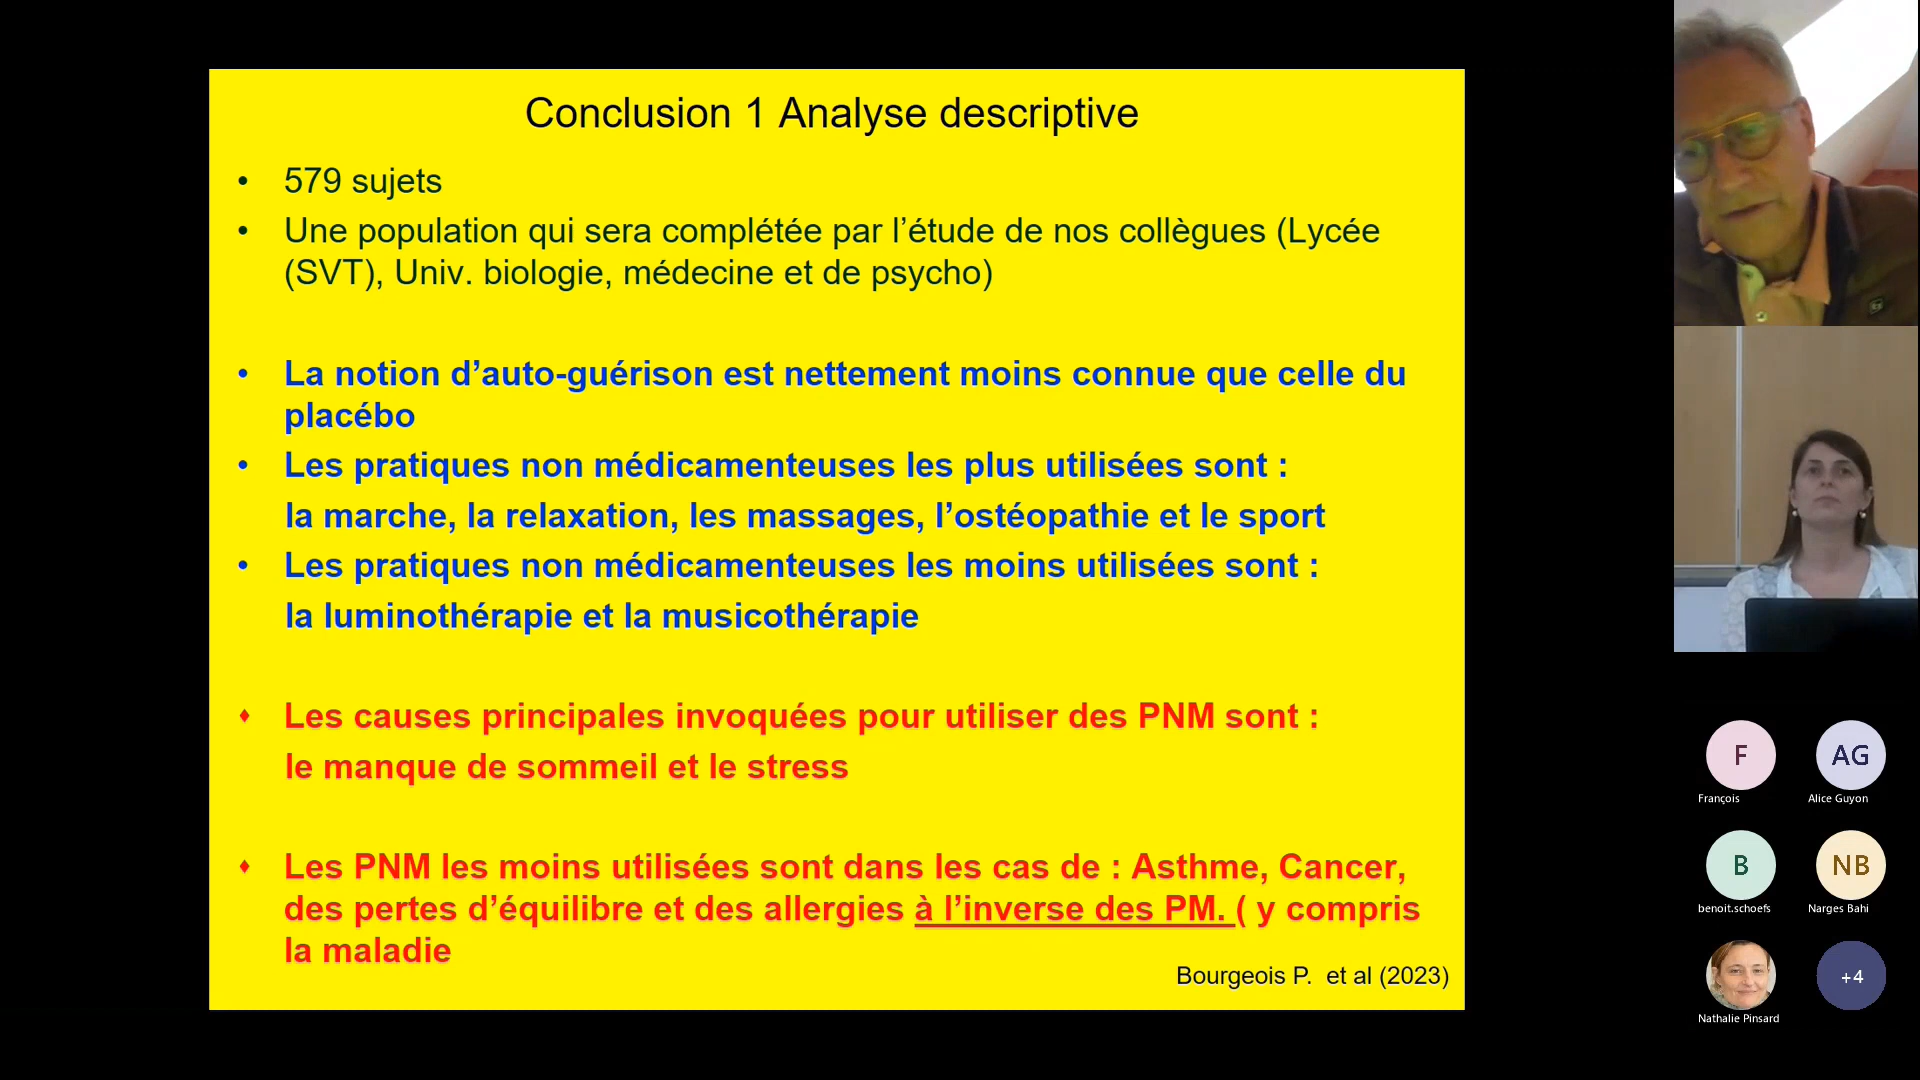 Conclusion 1 Analyse descriptive
• 579 sujets
• Une population qui sera complétée par l’étude de nos collègues (Lycée
(SVT), Univ. biologie, médecine et de psycho)
• La notion d’auto-guérison est nettement moins connue que celle du
placébo
• Les pratiques non médicamenteuses les plus utilisées sont :
la marche, la relaxation, les massages, l’ostéopathie et le sport
• Les pratiques non médicamenteuses les moins utilisées sont :
la luminothérapie et la musicothérapie
♦ Les causes principales invoquées pour utiliser des PNM sont :
le manque de sommeil et le stress
♦ Les PNM les moins utilisées sont dans les cas de : Asthme, Cancer,
des pertes d’équilibre et des allergies à l’inverse des PM. ( y compris
la maladie
Bourgeois P.  et al (2023)
F
François
AG
Alice Guyon
B
benoit.schoefs
NB
Narges Bahi
Nathalie Pinsard
+4